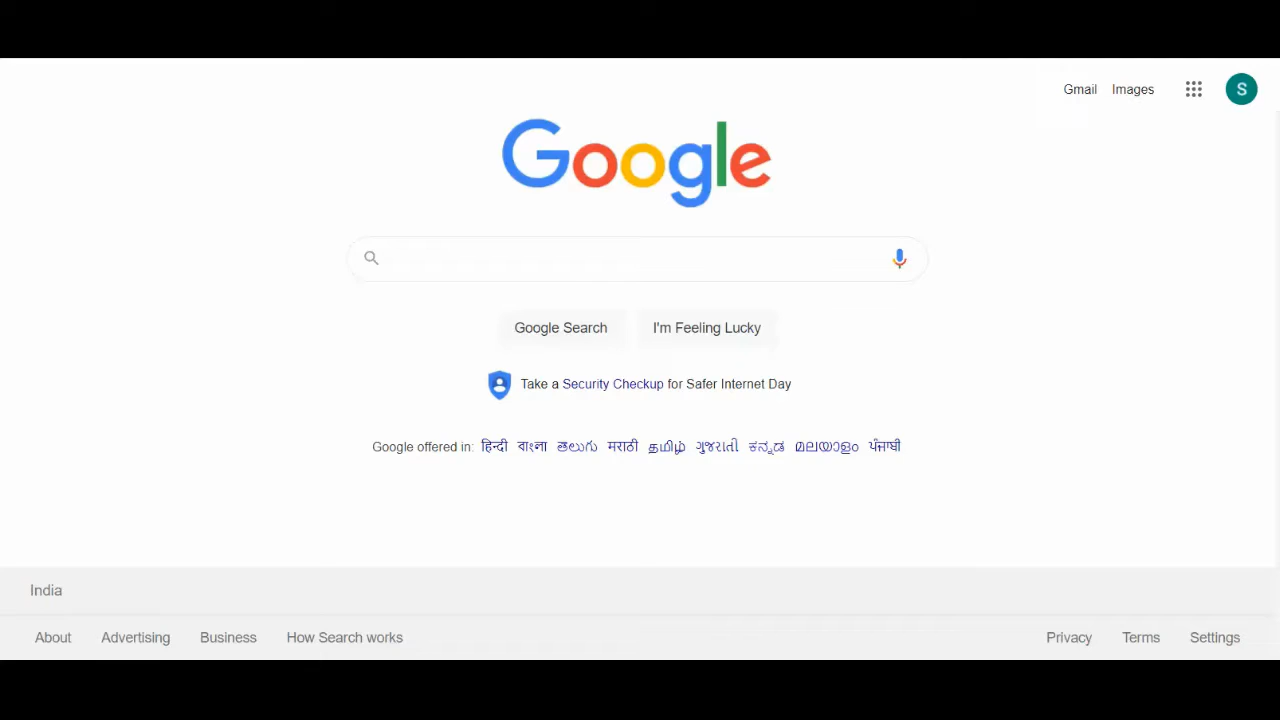 Gmail Images S
Google
Google Search I'm Feeling Lucky
Take a Security Checkup for Safer Internet Day
Google offered in: हिन्दी বাংলা తెలుగు मराठी தமிழ் ગુજરાતી ಕನ್ನಡ മലയാളം ਪੰਜਾਬੀ
India
About Advertising Business How Search works Privacy Terms Settings